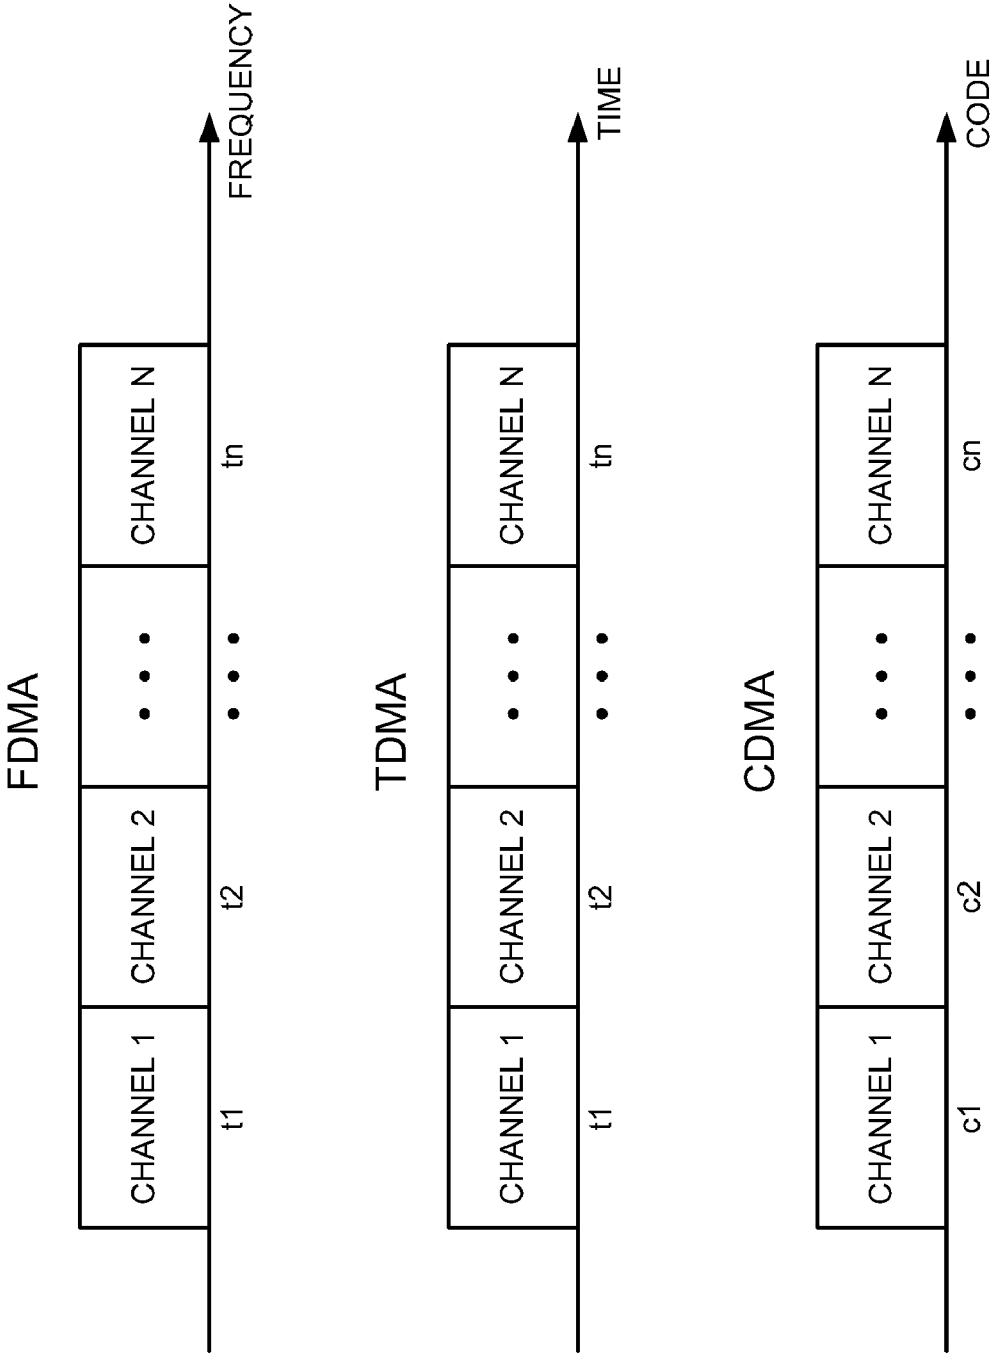 FDMA
CHANNEL 1 CHANNEL 2 • • • CHANNEL N
t1 t2 • • • tn
FREQUENCY
TDMA
CHANNEL 1 CHANNEL 2 • • • CHANNEL N
t1 t2 • • • tn
TIME
CDMA
CHANNEL 1 CHANNEL 2 • • • CHANNEL N
c1 c2 • • • cn
CODE